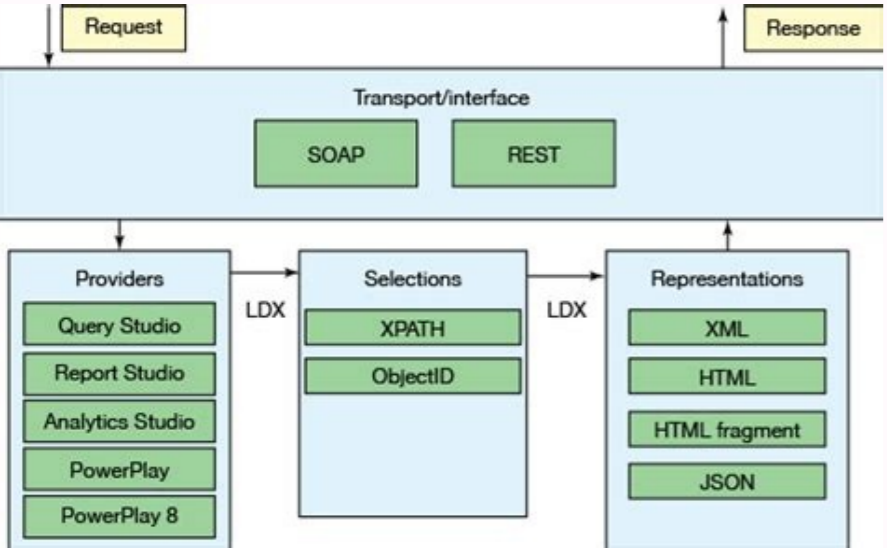 Request
Response
Transport/interface
SOAP
REST
Providers
Query Studio
Report Studio
Analytics Studio
PowerPlay
PowerPlay 8
LDX
Selections
XPATH
ObjectID
LDX
Representations
XML
HTML
HTML fragment
JSON